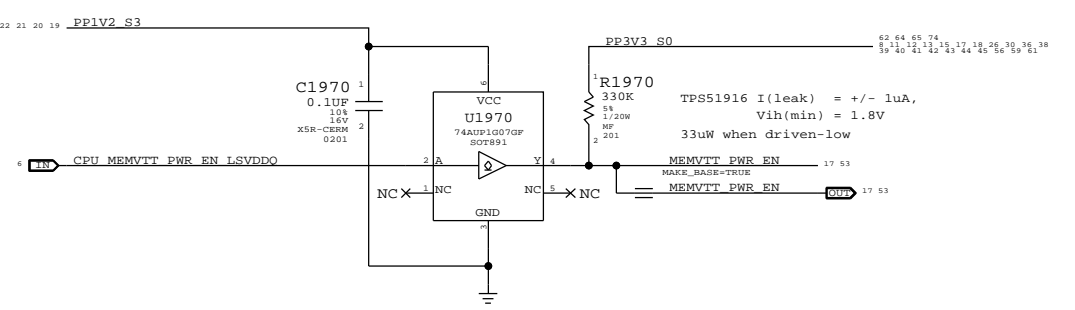 22 21 20 19 PP1V2_S3
62 64 65 74
PP3V3_S0 8 11 12 13 15 17 18 26 30 36 38
39 40 41 42 43 44 45 56 59 61
C1970 1
0.1UF
10%
16V
X5R-CERM 2
0201
6
VCC
U1970
74AUP1G07GF
SOT891
1 R1970
330K
5%
1/20W
MF
201
2
TPS51916 I(leak) = +/- 1uA,
Vih(min) = 1.8V
33uW when driven-low
6 IN CPU_MEMVTT_PWR_EN_LSVDDQ 2 A Y 4 MEMVTT_PWR_EN 17 53
MAKE_BASE=TRUE
NC 1 NC NC 5 NC MEMVTT_PWR_EN OUT 17 53
GND
3